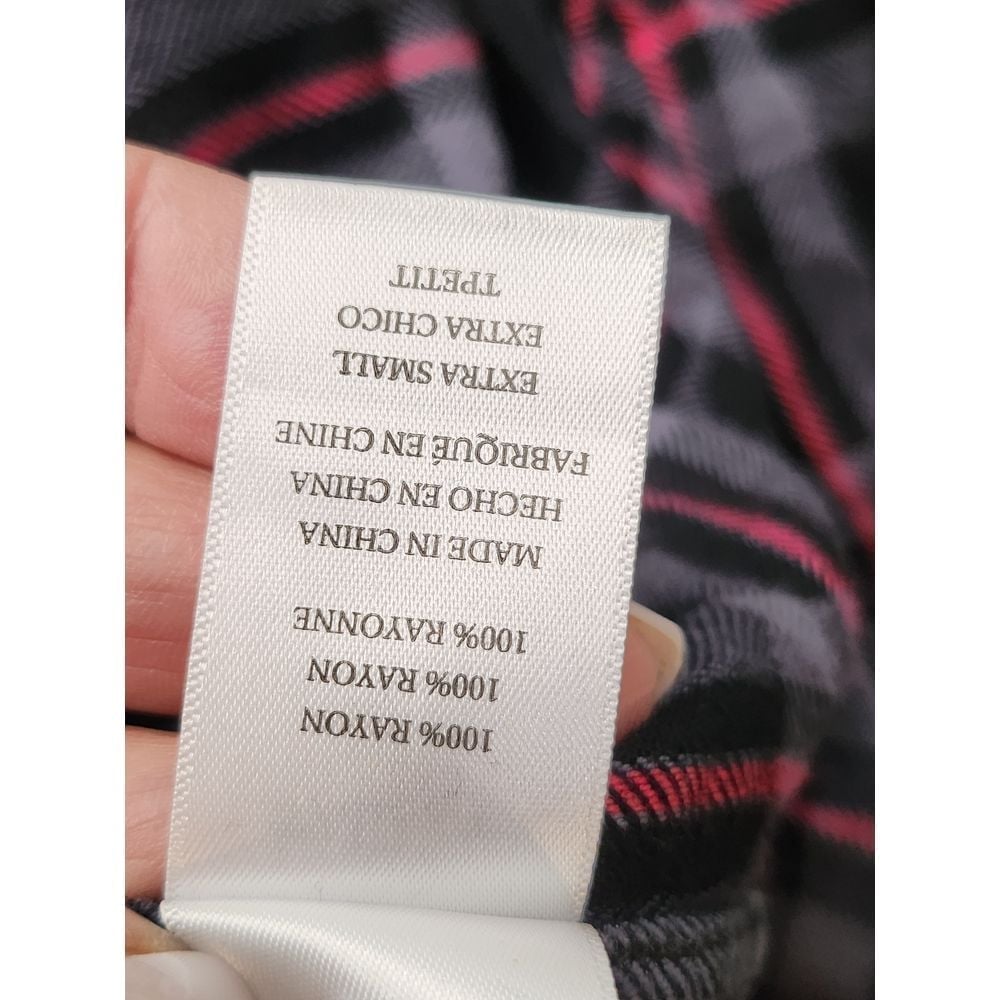 100% RAYON
100% RAYON
100% RAYONNE
MADE IN CHINA
HECHO EN CHINA
FABRIQUÉ EN CHINE
EXTRA SMALL
EXTRA CHICO
TPETIT